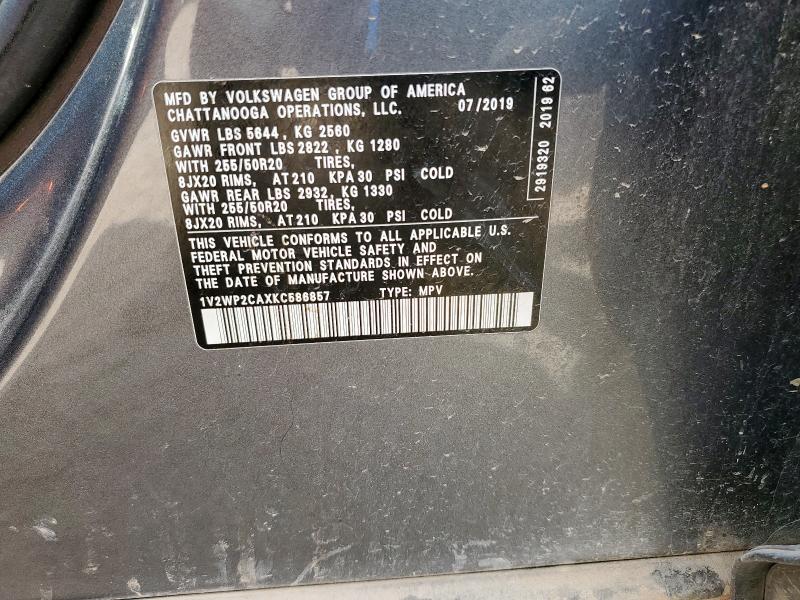 MFD BY VOLKSWAGEN GROUP OF AMERICA
CHATTANOOGA OPERATIONS, LLC. 07/2019
GVWR LBS 5644 , KG 2560
GAWR FRONT LBS 2822 , KG 1280
WITH 255/50R20 TIRES,
8JX20 RIMS, AT 210 KPA 30 PSI COLD
GAWR REAR LBS 2932, KG 1330
WITH 255/50R20 TIRES,
8JX20 RIMS, AT 210 KPA 30 PSI COLD
THIS VEHICLE CONFORMS TO ALL APPLICABLE U.S.
FEDERAL MOTOR VEHICLE SAFETY AND
THEFT PREVENTION STANDARDS IN EFFECT ON
THE DATE OF MANUFACTURE SHOWN ABOVE.
1V2WP2CAXKC586857 TYPE: MPV
2919320 2019 62